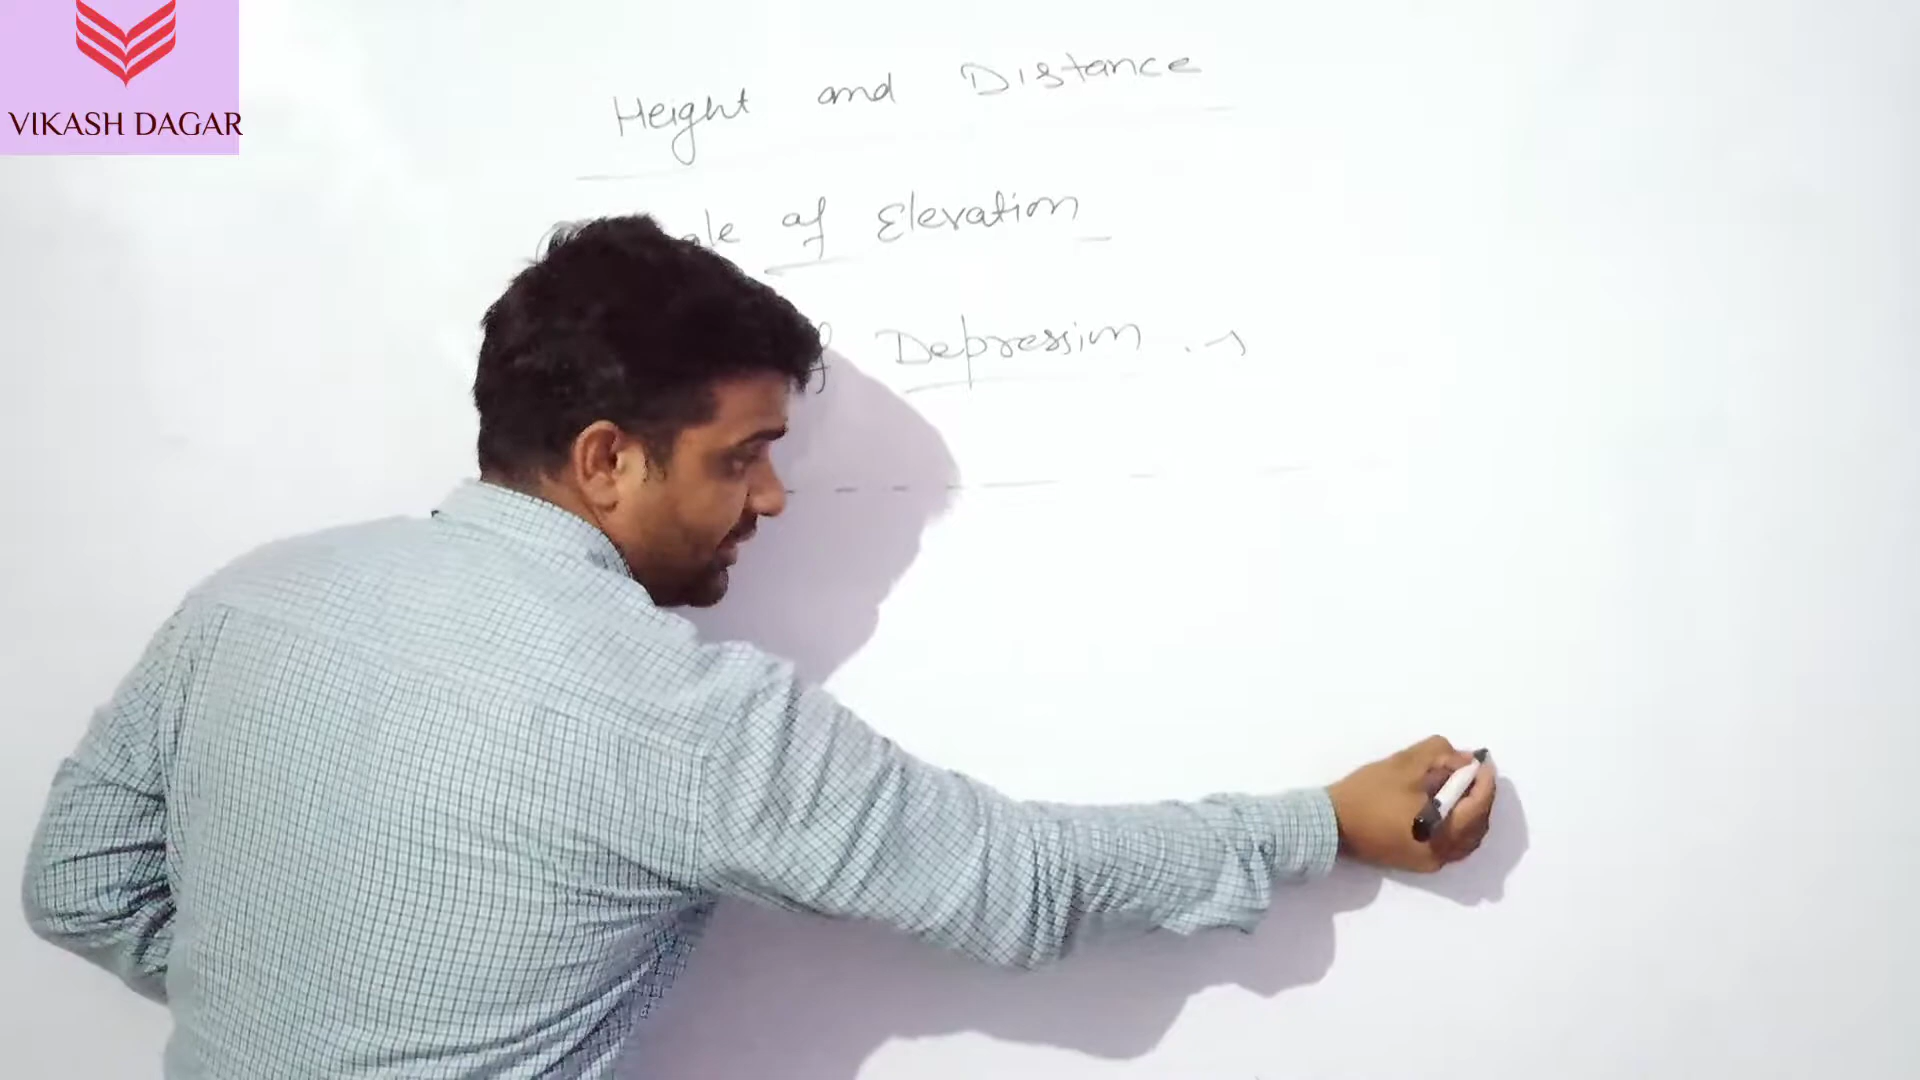 VIKASH DAGAR
Height and Distance
of Elevation
Depression